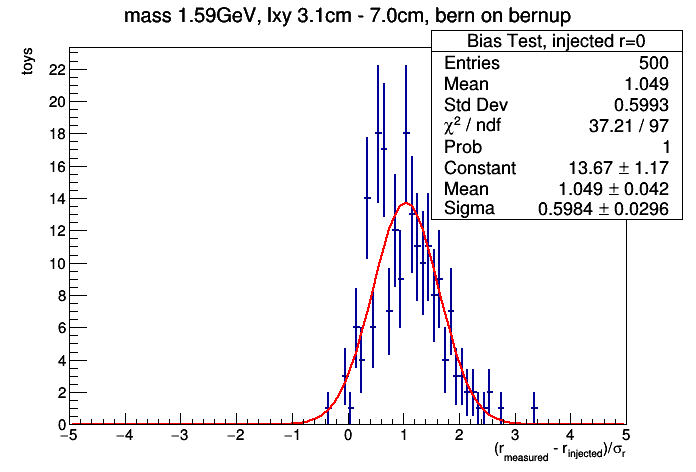 mass 1.59GeV, lxy 3.1cm - 7.0cm, bern on bernup
Bias Test, injected r=0
Entries 500
Mean 1.049
Std Dev 0.5993
χ² / ndf 37.21 / 97
Prob 1
Constant 13.67 ± 1.17
Mean 1.049 ± 0.042
Sigma 0.5984 ± 0.0296
toys
22
20
18
16
14
12
10
8
6
4
2
0
−5 −4 −3 −2 −1 0 1 2 3 4 5
(r_measured - r_injected)/σ_r